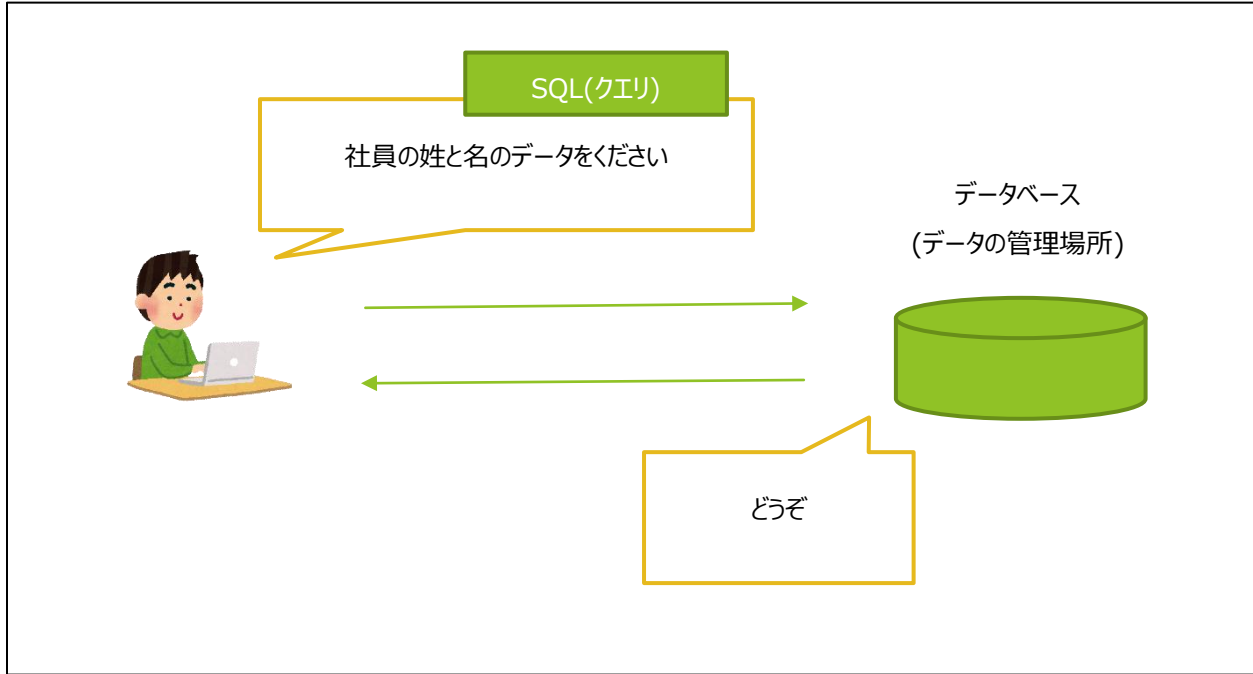 SQL(クエリ)
社員の姓と名のデータをください
データベース
(データの管理場所)
どうぞ